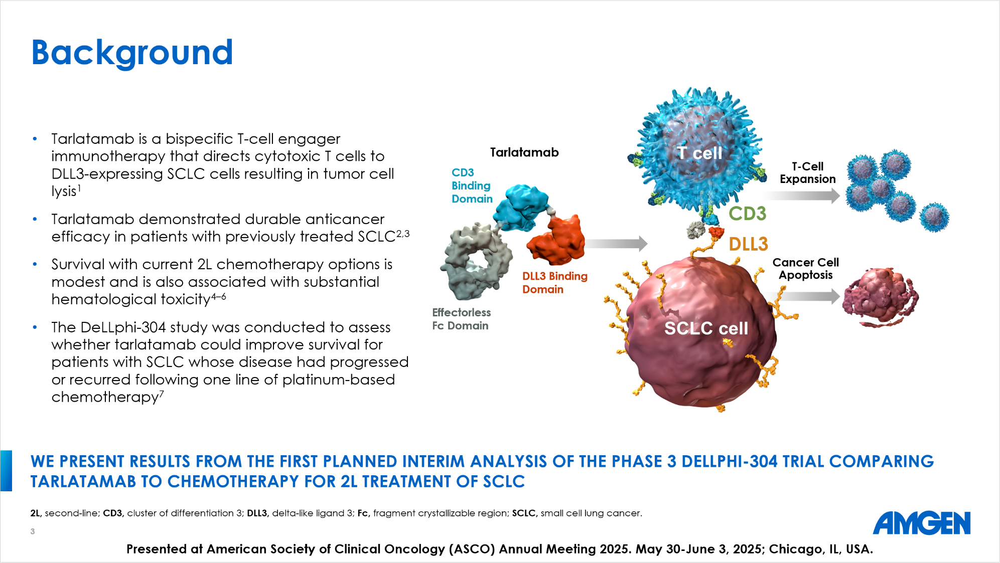 Background
• Tarlatamab is a bispecific T-cell engager
immunotherapy that directs cytotoxic T cells to
DLL3-expressing SCLC cells resulting in tumor cell
lysis¹
• Tarlatamab demonstrated durable anticancer
efficacy in patients with previously treated SCLC²,³
• Survival with current 2L chemotherapy options is
modest and is also associated with substantial
hematological toxicity⁴–⁶
• The DeLLphi-304 study was conducted to assess
whether tarlatamab could improve survival for
patients with SCLC whose disease had progressed
or recurred following one line of platinum-based
chemotherapy⁷
Tarlatamab
CD3
Binding
Domain
DLL3 Binding
Domain
Effectorless
Fc Domain
T cell
CD3
DLL3
SCLC cell
T-Cell
Expansion
Cancer Cell
Apoptosis
WE PRESENT RESULTS FROM THE FIRST PLANNED INTERIM ANALYSIS OF THE PHASE 3 DELLPHI-304 TRIAL COMPARING
TARLATAMAB TO CHEMOTHERAPY FOR 2L TREATMENT OF SCLC
2L, second-line; CD3, cluster of differentiation 3; DLL3, delta-like ligand 3; Fc, fragment crystallizable region; SCLC, small cell lung cancer.
3
AMGEN
Presented at American Society of Clinical Oncology (ASCO) Annual Meeting 2025. May 30-June 3, 2025; Chicago, IL, USA.